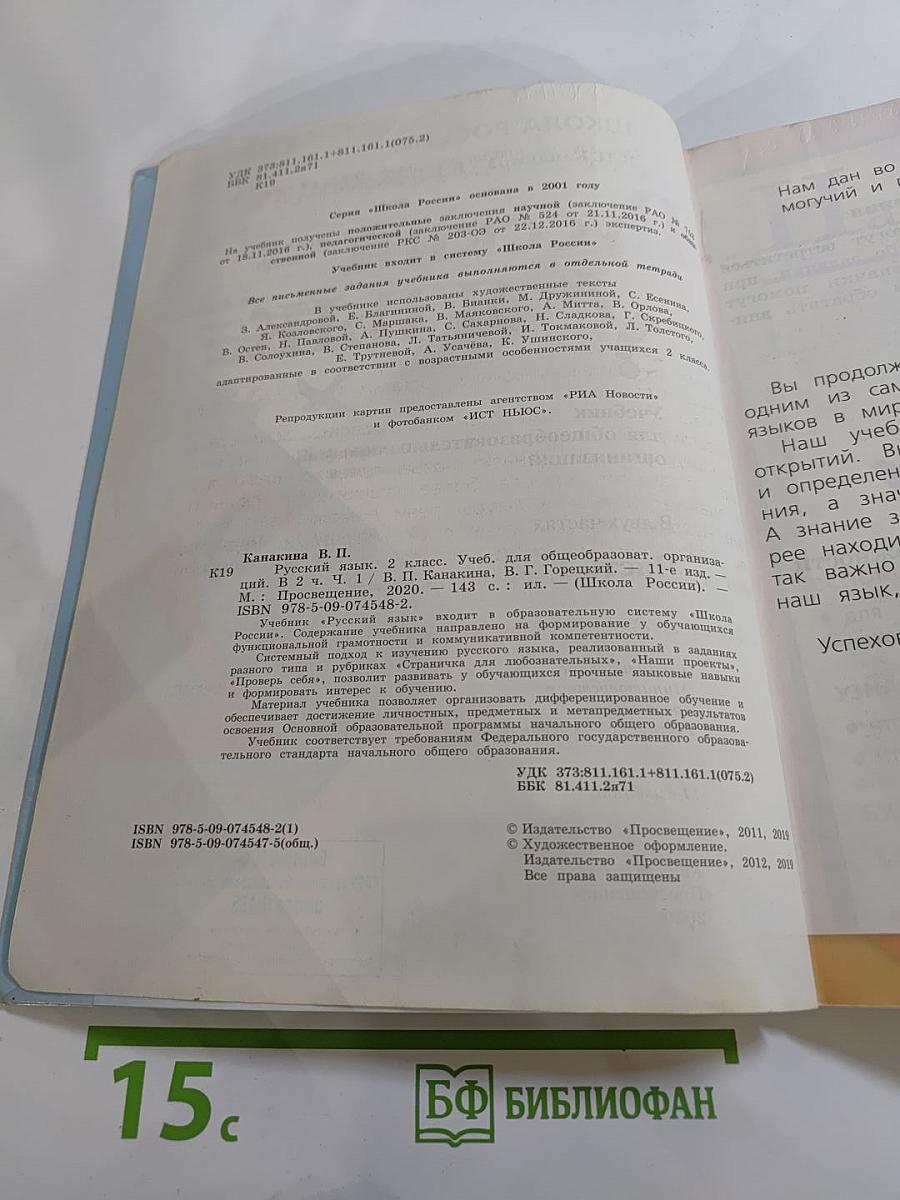 УДК 373:811.161.1+811.161.1(075.2)
ББК 81.411.2я71
К19
Серия «Школа России» основана в 2001 году
На учебник получены положительные заключения научной (заключение РАО №
от 18.11.2016 г.), педагогической (заключение РАО № 524 от 21.11.2016 г.) и
ственной (заключение РКС № 203-ОЭ от 22.12.2016 г.) экспертиз.
Учебник входит в систему «Школа России»
Все письменные задания учебника выполняются в отдельной тетради
В учебнике использованы художественные тексты
З. Александровой, Е. Благининой, В. Бианки, М. Дружининой, С. Есенина,
Я. Козловского, С. Маршака, В. Маяковского, А. Митта, В. Орлова,
В. Остен, Н. Павловой, А. Пушкина, С. Сахарнова, Н. Сладкова, Г. Скребицкого,
В. Солоухина, В. Степанова, Л. Татьяничевой, И. Токмаковой, Л. Толстого,
Е. Трутневой, А. Усачёва, К. Ушинского,
адаптированные в соответствии с возрастными особенностями учащихся 2 класса.
Репродукции картин предоставлены агентством «РИА Новости»
и фотобанком «ИСТ НЬЮС».
Канакина В. П.
К19 Русский язык. 2 класс. Учеб. для общеобразоват. организа-
ций. В 2 ч. Ч. 1 / В. П. Канакина, В. Г. Горецкий. — 11-е изд. —
М. : Просвещение, 2020. — 143 с. : ил. — (Школа России). —
ISBN 978-5-09-074548-2.
Учебник «Русский язык» входит в образовательную систему «Школа
России». Содержание учебника направлено на формирование у обучающихся
функциональной грамотности и коммуникативной компетентности.
Системный подход к изучению русского языка, реализованный в заданиях
разного типа и рубриках «Страничка для любознательных», «Наши проекты»,
«Проверь себя», позволит развивать у обучающихся прочные языковые навыки
и формировать интерес к обучению.
Материал учебника позволяет организовать дифференцированное обучение и
обеспечивает достижение личностных, предметных и метапредметных результатов
освоения Основной образовательной программы начального общего образования.
Учебник соответствует требованиям Федерального государственного образова-
тельного стандарта начального общего образования.
УДК 373:811.161.1+811.161.1(075.2)
ББК 81.411.2я71
ISBN 978-5-09-074548-2(1)
ISBN 978-5-09-074547-5(общ.)
© Издательство «Просвещение», 2011, 2019
© Художественное оформление.
Издательство «Просвещение», 2012, 2019
Все права защищены
Нам дан во
могучий и
Вы продолж
одним из сам
языков в мир
Наш учеб
открытий. Вы
и определен
ния, а знач
А знание з
рее находи
так важно
наш язык,
Успехов
15 с
БФ БИБЛИОФАН